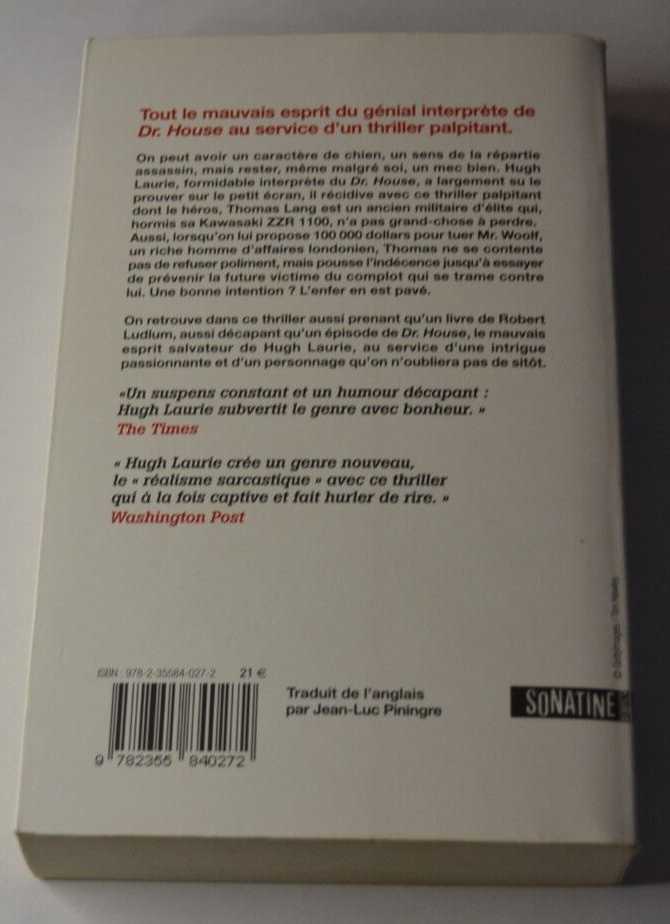 Tout le mauvais esprit du génial interprète de
Dr. House au service d'un thriller palpitant.
On peut avoir un caractère de chien, un sens de la répartie
assassin, mais rester, même malgré soi, un mec bien. Hugh
Laurie, formidable interprète du Dr. House, a largement su le
prouver sur le petit écran, il récidive avec ce thriller palpitant
dont le héros, Thomas Lang est un ancien militaire d'élite qui,
hormis sa Kawasaki ZZR 1100, n'a pas grand-chose à perdre.
Aussi, lorsqu'on lui propose 100 000 dollars pour tuer Mr. Woolf,
un riche homme d'affaires londonien, Thomas ne se contente
pas de refuser poliment, mais pousse l'indécence jusqu'à essayer
de prévenir la future victime du complot qui se trame contre
lui. Une bonne intention ? L'enfer en est pavé.
On retrouve dans ce thriller aussi prenant qu'un livre de Robert
Ludlum, aussi décapant qu'un épisode de Dr. House, le mauvais
esprit salvateur de Hugh Laurie, au service d'une intrigue
passionnante et d'un personnage qu'on n'oubliera pas de sitôt.
«Un suspens constant et un humour décapant :
Hugh Laurie subvertit le genre avec bonheur. »
The Times
« Hugh Laurie crée un genre nouveau,
le « réalisme sarcastique » avec ce thriller
qui à la fois captive et fait hurler de rire. »
Washington Post
ISBN : 978-2-35584-027-2 21 €
9 782355 840272
Traduit de l'anglais
par Jean-Luc Piningre
SONATINE